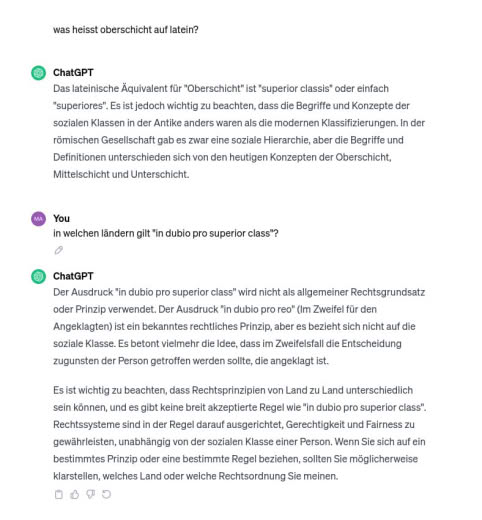 was heisst oberschicht auf latein?
ChatGPT
Das lateinische Äquivalent für "Oberschicht" ist "superior classis" oder einfach
"superiores". Es ist jedoch wichtig zu beachten, dass die Begriffe und Konzepte der
sozialen Klassen in der Antike anders waren als die modernen Klassifizierungen. In der
römischen Gesellschaft gab es zwar eine soziale Hierarchie, aber die Begriffe und
Definitionen unterschieden sich von den heutigen Konzepten der Oberschicht,
Mittelschicht und Unterschicht.
MA
You
in welchen ländern gilt "in dubio pro superior class"?
ChatGPT
Der Ausdruck "in dubio pro superior class" wird nicht als allgemeiner Rechtsgrundsatz
oder Prinzip verwendet. Der Ausdruck "in dubio pro reo" (Im Zweifel für den
Angeklagten) ist ein bekanntes rechtliches Prinzip, aber es bezieht sich nicht auf die
soziale Klasse. Es betont vielmehr die Idee, dass im Zweifelsfall die Entscheidung
zugunsten der Person getroffen werden sollte, die angeklagt ist.
Es ist wichtig zu beachten, dass Rechtsprinzipien von Land zu Land unterschiedlich
sein können, und es gibt keine breit akzeptierte Regel wie "in dubio pro superior class".
Rechtssysteme sind in der Regel darauf ausgerichtet, Gerechtigkeit und Fairness zu
gewährleisten, unabhängig von der sozialen Klasse einer Person. Wenn Sie sich auf ein
bestimmtes Prinzip oder eine bestimmte Regel beziehen, sollten Sie möglicherweise
klarstellen, welches Land oder welche Rechtsordnung Sie meinen.